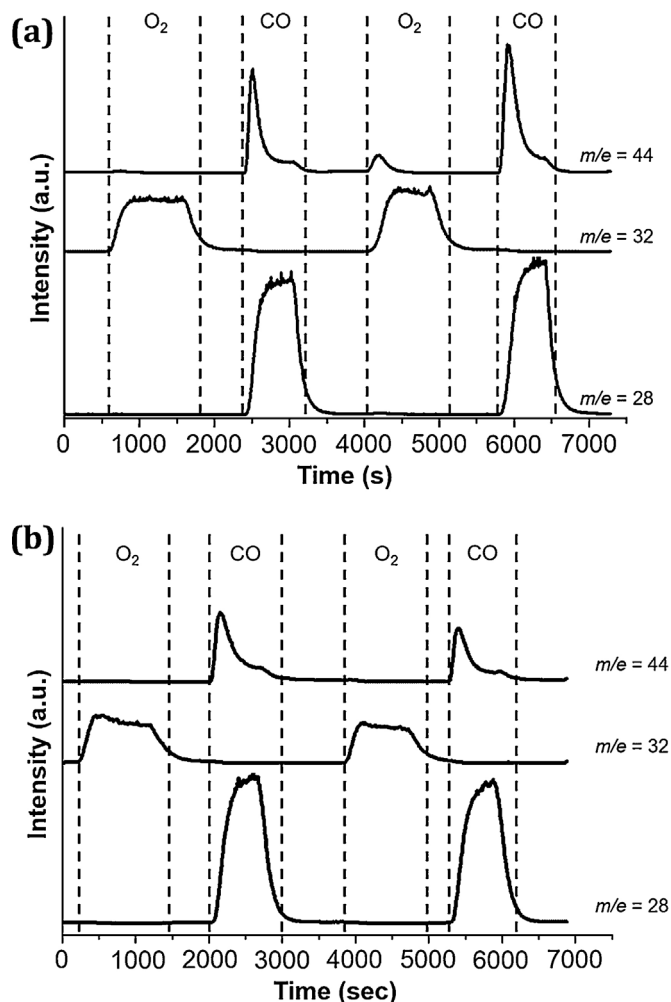 (a)
O₂ CO O₂ CO
m/e = 44
m/e = 32
m/e = 28
Intensity (a.u.)
0 1000 2000 3000 4000 5000 6000 7000
Time (s)
(b)
O₂ CO O₂ CO
m/e = 44
m/e = 32
m/e = 28
Intensity (a.u.)
0 1000 2000 3000 4000 5000 6000 7000
Time (sec)